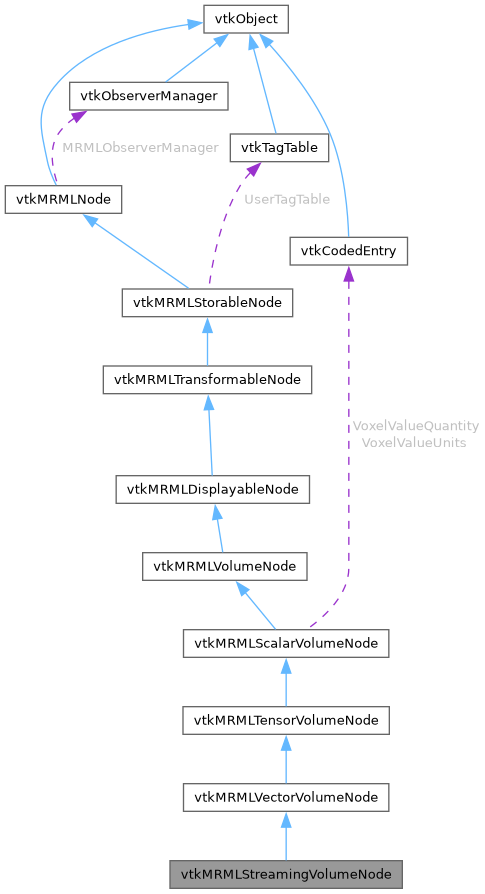 vtkObject
vtkObserverManager
MRMLObserverManager
vtkTagTable
vtkMRMLNode
UserTagTable
vtkCodedEntry
vtkMRMLStorableNode
vtkMRMLTransformableNode
VoxelValueQuantity
VoxelValueUnits
vtkMRMLDisplayableNode
vtkMRMLVolumeNode
vtkMRMLScalarVolumeNode
vtkMRMLTensorVolumeNode
vtkMRMLVectorVolumeNode
vtkMRMLStreamingVolumeNode